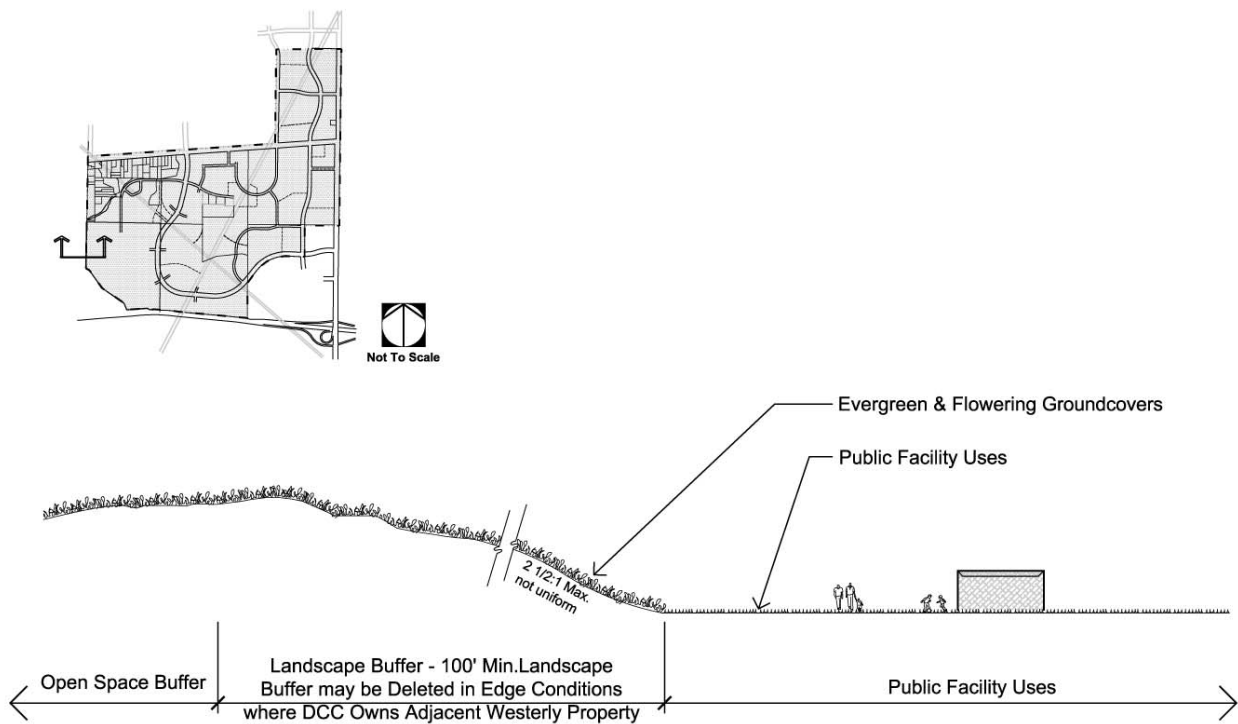 Not To Scale
Evergreen & Flowering Groundcovers
Public Facility Uses
2 1/2:1 Max.
not uniform
Open Space Buffer
Landscape Buffer - 100' Min.Landscape
Buffer may be Deleted in Edge Conditions
where DCC Owns Adjacent Westerly Property
Public Facility Uses